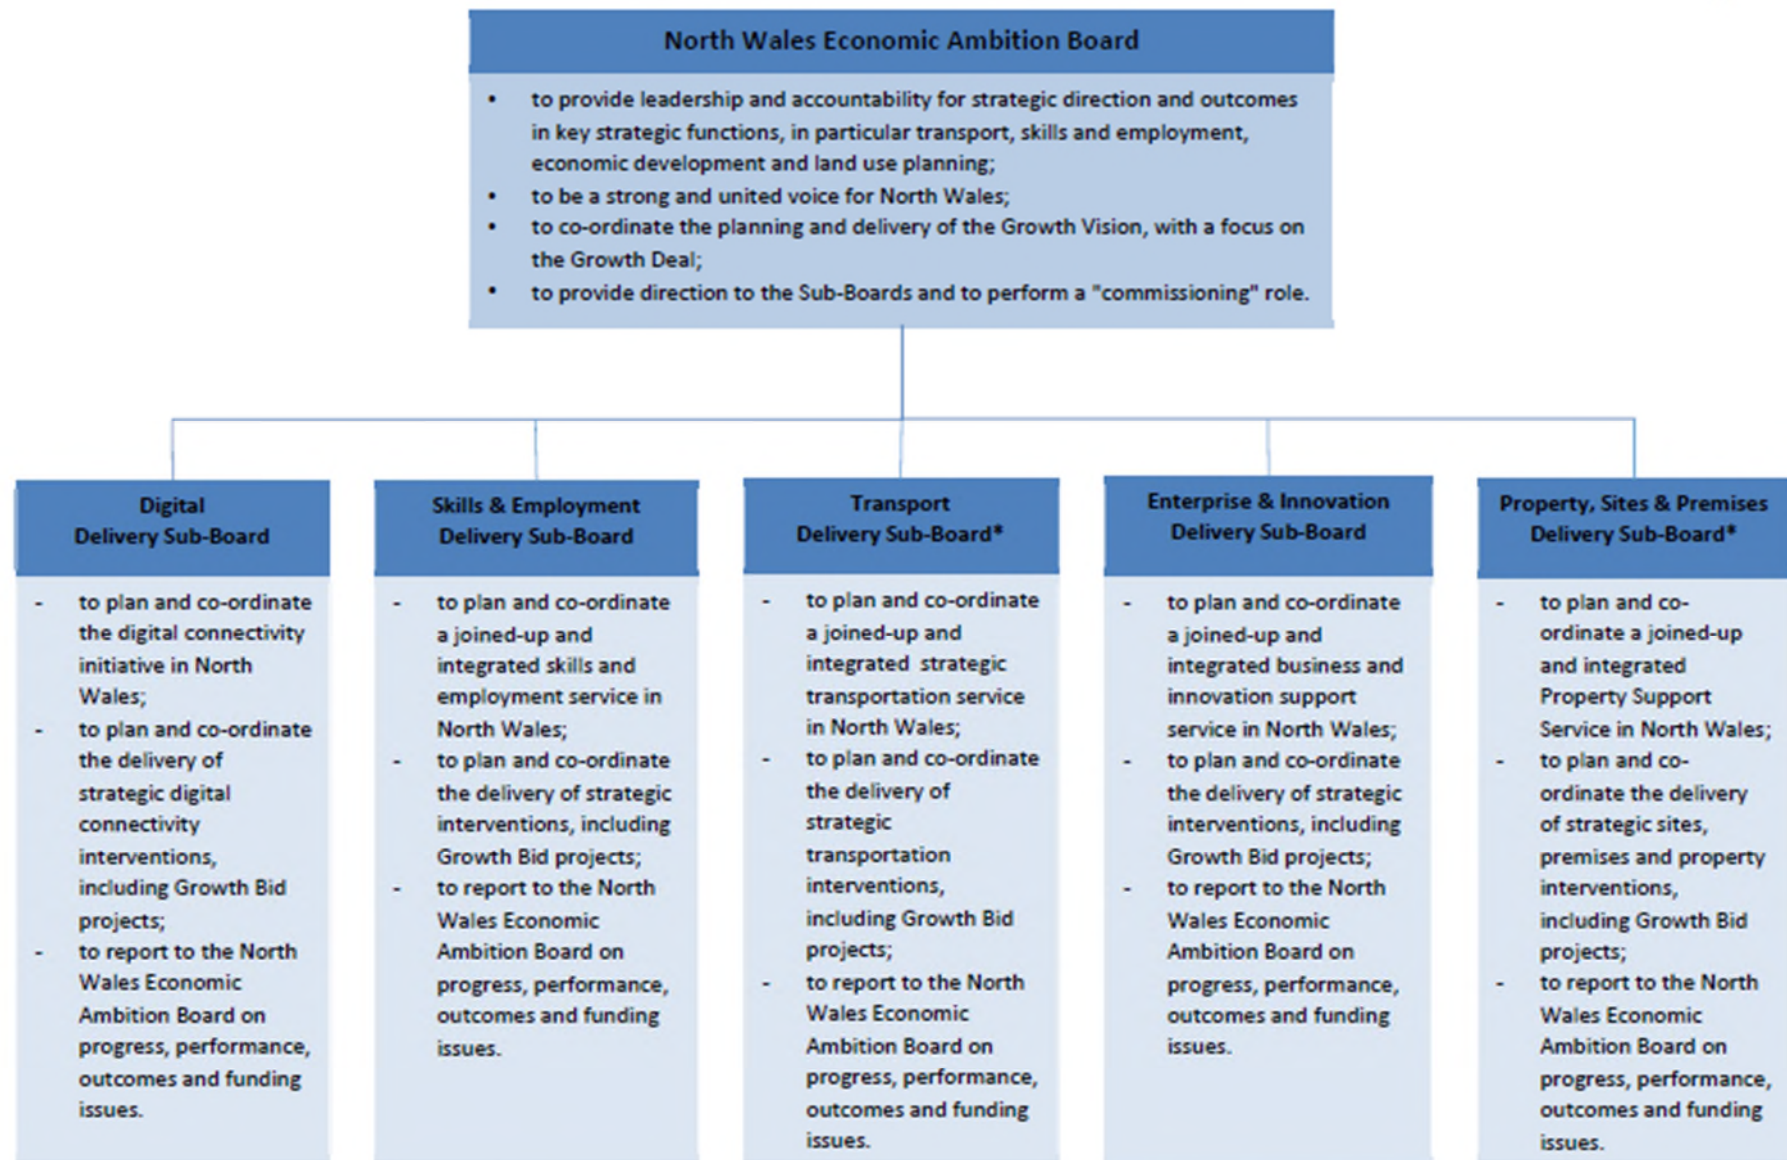 North Wales Economic Ambition Board
• to provide leadership and accountability for strategic direction and outcomes
in key strategic functions, in particular transport, skills and employment,
economic development and land use planning;
• to be a strong and united voice for North Wales;
• to co-ordinate the planning and delivery of the Growth Vision, with a focus on
the Growth Deal;
• to provide direction to the Sub-Boards and to perform a "commissioning" role.
Digital
Delivery Sub-Board
- to plan and co-ordinate
the digital connectivity
initiative in North
Wales;
- to plan and co-ordinate
the delivery of
strategic digital
connectivity
interventions,
including Growth Bid
projects;
- to report to the North
Wales Economic
Ambition Board on
progress, performance,
outcomes and funding
issues.
Skills & Employment
Delivery Sub-Board
- to plan and co-ordinate
a joined-up and
integrated skills and
employment service in
North Wales;
- to plan and co-ordinate
the delivery of strategic
interventions, including
Growth Bid projects;
- to report to the North
Wales Economic
Ambition Board on
progress, performance,
outcomes and funding
issues.
Transport
Delivery Sub-Board*
- to plan and co-ordinate
a joined-up and
integrated strategic
transportation service
in North Wales;
- to plan and co-ordinate
the delivery of
strategic
transportation
interventions,
including Growth Bid
projects;
- to report to the North
Wales Economic
Ambition Board on
progress, performance,
outcomes and funding
issues.
Enterprise & Innovation
Delivery Sub-Board
- to plan and co-ordinate
a joined-up and
integrated business and
innovation support
service in North Wales;
- to plan and co-ordinate
the delivery of strategic
interventions, including
Growth Bid projects;
- to report to the North
Wales Economic
Ambition Board on
progress, performance,
outcomes and funding
issues.
Property, Sites & Premises
Delivery Sub-Board*
- to plan and co-
ordinate a joined-up
and integrated
Property Support
Service in North Wales;
- to plan and co-
ordinate the delivery
of strategic sites,
premises and property
interventions,
including Growth Bid
projects;
- to report to the North
Wales Economic
Ambition Board on
progress, performance,
outcomes and funding
issues.